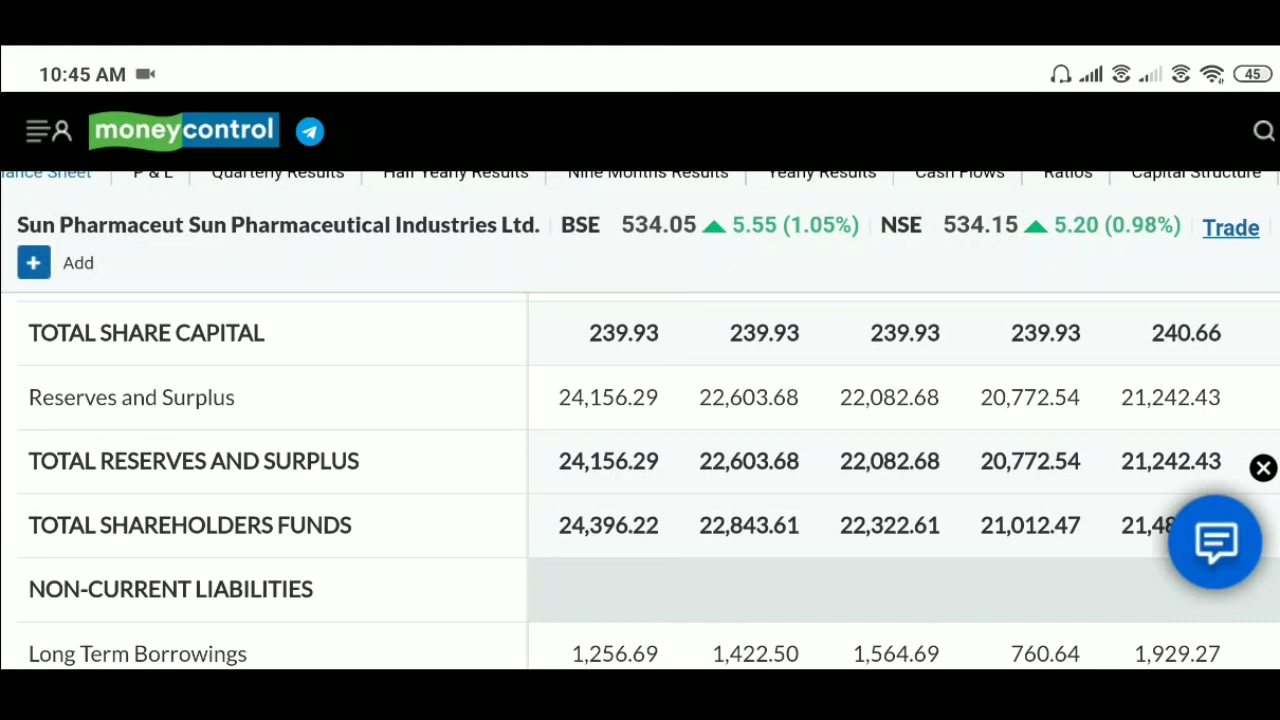 10:45 AM 45
moneycontrol
lance Sheet P & L Quarterly Results Half Yearly Results Nine Months Results Yearly Results Cash Flows Ratios Capital Structure
Sun Pharmaceut Sun Pharmaceutical Industries Ltd. BSE 534.05 5.55 (1.05%) NSE 534.15 5.20 (0.98%) Trade
+ Add
TOTAL SHARE CAPITAL 239.93 239.93 239.93 239.93 240.66
Reserves and Surplus 24,156.29 22,603.68 22,082.68 20,772.54 21,242.43
TOTAL RESERVES AND SURPLUS 24,156.29 22,603.68 22,082.68 20,772.54 21,242.43
TOTAL SHAREHOLDERS FUNDS 24,396.22 22,843.61 22,322.61 21,012.47 21,48
NON-CURRENT LIABILITIES
Long Term Borrowings 1,256.69 1,422.50 1,564.69 760.64 1,929.27